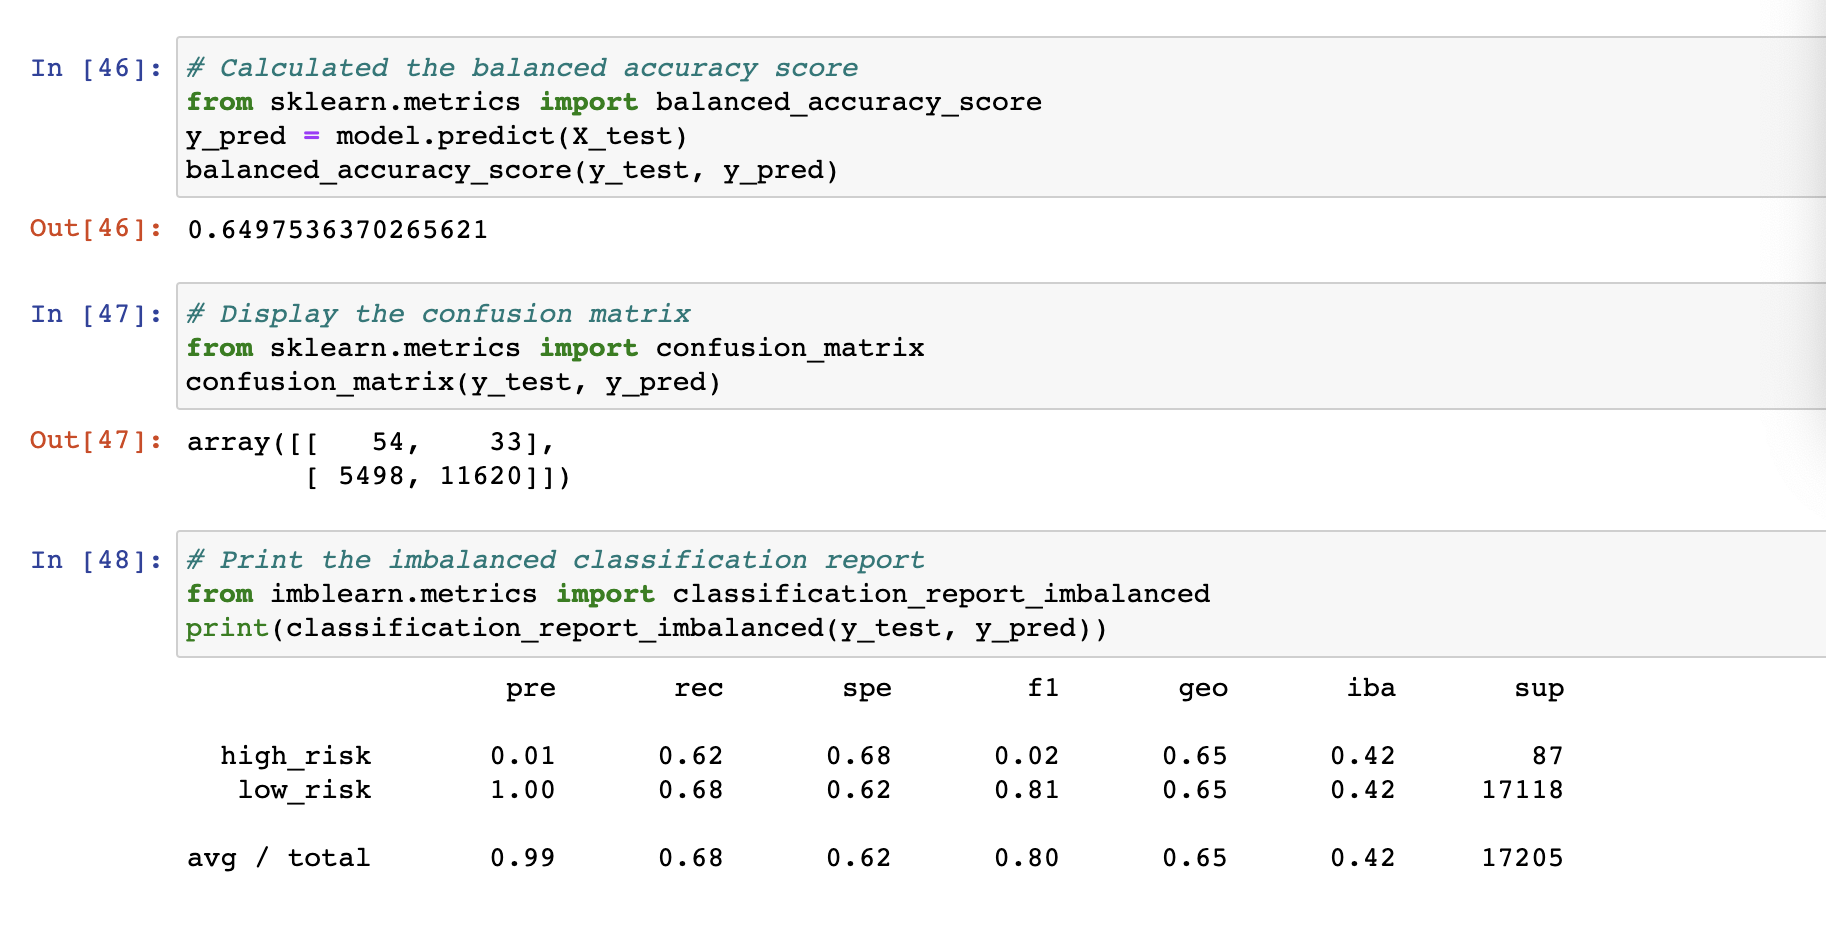 In [46]: # Calculated the balanced accuracy score
from sklearn.metrics import balanced_accuracy_score
y_pred = model.predict(X_test)
balanced_accuracy_score(y_test, y_pred)
Out[46]: 0.6497536370265621
In [47]: # Display the confusion matrix
from sklearn.metrics import confusion_matrix
confusion_matrix(y_test, y_pred)
Out[47]: array([[   54,    33],
       [ 5498, 11620]])
In [48]: # Print the imbalanced classification report
from imblearn.metrics import classification_report_imbalanced
print(classification_report_imbalanced(y_test, y_pred))
pre rec spe f1 geo iba sup
high_risk 0.01 0.62 0.68 0.02 0.65 0.42 87
low_risk 1.00 0.68 0.62 0.81 0.65 0.42 17118
avg / total 0.99 0.68 0.62 0.80 0.65 0.42 17205